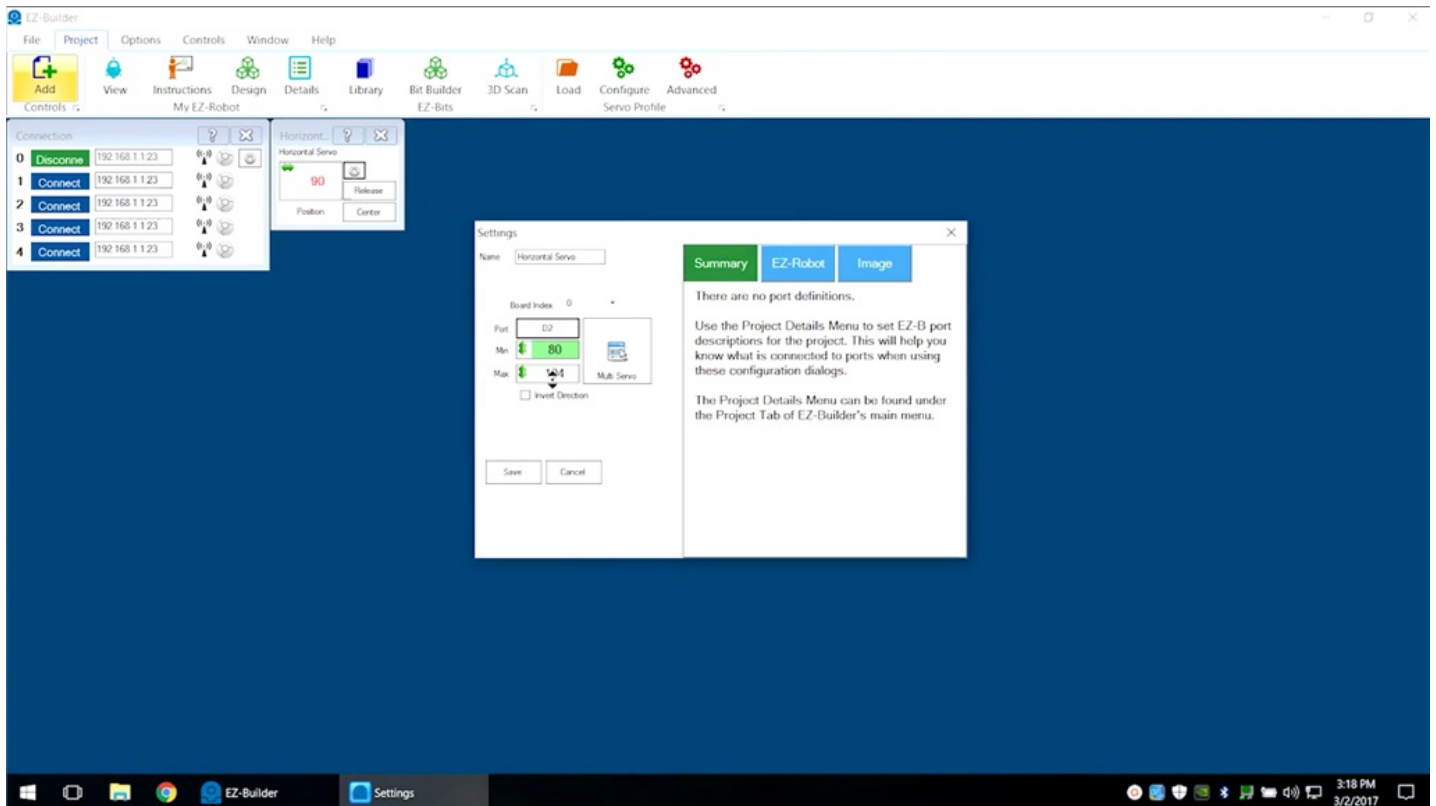 EZ-Builder
File Project Options Controls Window Help
Add View Instructions Design Details Library Bit Builder 3D Scan Load Configure Advanced
Controls My EZ-Robot EZ-Bits Servo Profile
Connection
0 Disconne 192.168.1.1:23
1 Connect 192.168.1.1:23
2 Connect 192.168.1.1:23
3 Connect 192.168.1.1:23
4 Connect 192.168.1.1:23
Horizont...
Horizontal Servo
90
Release
Position Center
Settings
Name Horizontal Servo
Board Index 0
Port D2
Min 80
Max
Multi Servo
Invert Direction
Save Cancel
Summary EZ-Robot Image
There are no port definitions.
Use the Project Details Menu to set EZ-B port
descriptions for the project. This will help you
know what is connected to ports when using
these configuration dialogs.
The Project Details Menu can be found under
the Project Tab of EZ-Builder's main menu.
EZ-Builder Settings
3:18 PM
3/2/2017